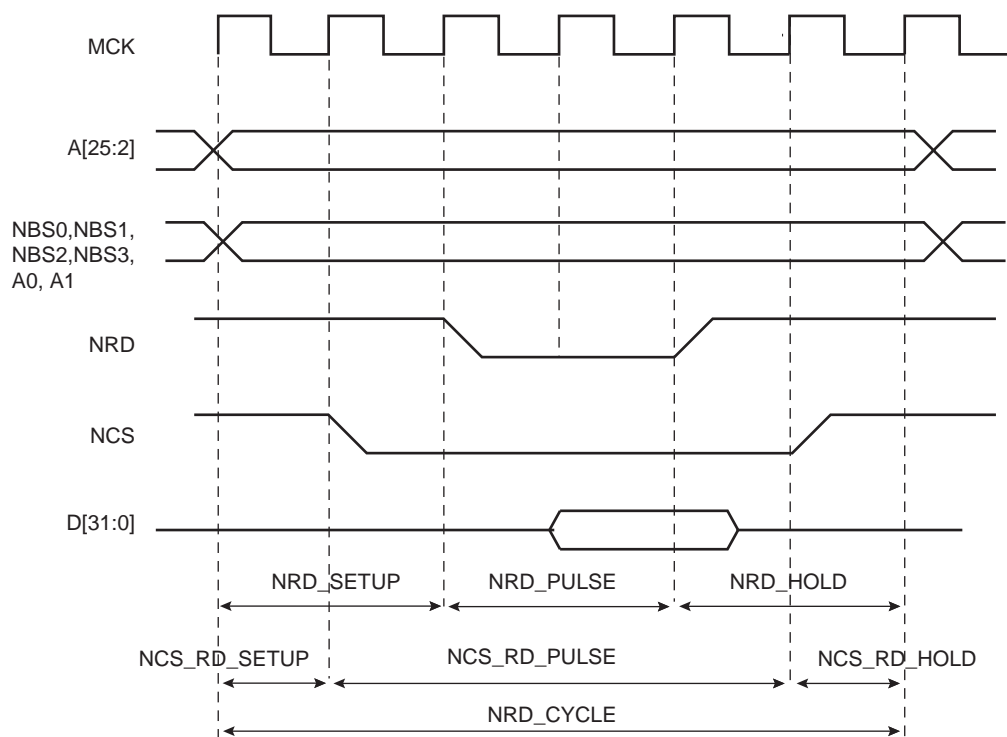 MCK
A[25:2]
NBS0,NBS1,
NBS2,NBS3,
A0, A1
NRD
NCS
D[31:0]
NRD_SETUP
NRD_PULSE
NRD_HOLD
NCS_RD_SETUP
NCS_RD_PULSE
NCS_RD_HOLD
NRD_CYCLE